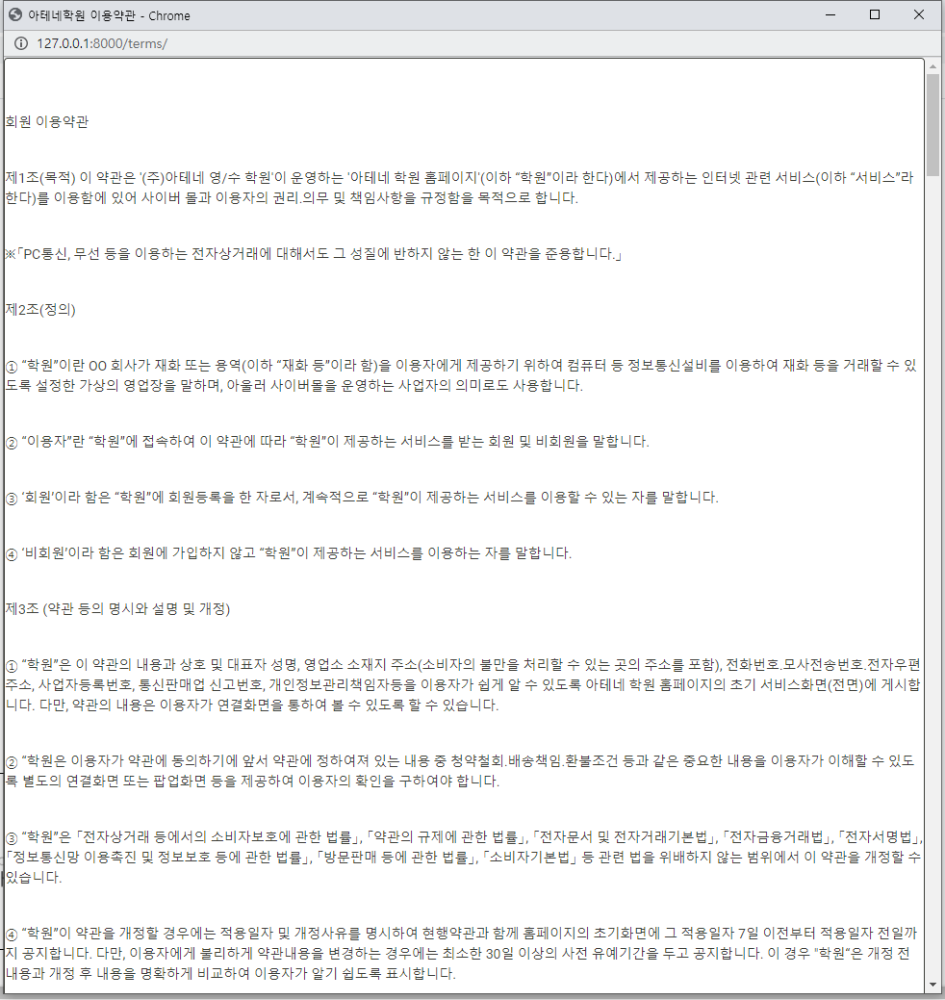 아테네학원 이용약관 - Chrome
127.0.0.1:8000/terms/
회원 이용약관
제1조(목적) 이 약관은 '(주)아테네 영/수 학원'이 운영하는 '아테네 학원 홈페이지'(이하 “학원”이라 한다)에서 제공하는 인터넷 관련 서비스(이하 “서비스”라
한다)를 이용함에 있어 사이버 몰과 이용자의 권리.의무 및 책임사항을 규정함을 목적으로 합니다.
※「PC통신, 무선 등을 이용하는 전자상거래에 대해서도 그 성질에 반하지 않는 한 이 약관을 준용합니다.」
제2조(정의)
① “학원”이란 OO 회사가 재화 또는 용역(이하 “재화 등”이라 함)을 이용자에게 제공하기 위하여 컴퓨터 등 정보통신설비를 이용하여 재화 등을 거래할 수 있
도록 설정한 가상의 영업장을 말하며, 아울러 사이버몰을 운영하는 사업자의 의미로도 사용합니다.
② “이용자”란 “학원”에 접속하여 이 약관에 따라 “학원”이 제공하는 서비스를 받는 회원 및 비회원을 말합니다.
③ ‘회원’이라 함은 “학원”에 회원등록을 한 자로서, 계속적으로 “학원”이 제공하는 서비스를 이용할 수 있는 자를 말합니다.
④ ‘비회원’이라 함은 회원에 가입하지 않고 “학원”이 제공하는 서비스를 이용하는 자를 말합니다.
제3조 (약관 등의 명시와 설명 및 개정)
① “학원”은 이 약관의 내용과 상호 및 대표자 성명, 영업소 소재지 주소(소비자의 불만을 처리할 수 있는 곳의 주소를 포함), 전화번호.모사전송번호.전자우편
주소, 사업자등록번호, 통신판매업 신고번호, 개인정보관리책임자등을 이용자가 쉽게 알 수 있도록 아테네 학원 홈페이지의 초기 서비스화면(전면)에 게시합
니다. 다만, 약관의 내용은 이용자가 연결화면을 통하여 볼 수 있도록 할 수 있습니다.
② “학원은 이용자가 약관에 동의하기에 앞서 약관에 정하여져 있는 내용 중 청약철회.배송책임.환불조건 등과 같은 중요한 내용을 이용자가 이해할 수 있도
록 별도의 연결화면 또는 팝업화면 등을 제공하여 이용자의 확인을 구하여야 합니다.
③ “학원”은 「전자상거래 등에서의 소비자보호에 관한 법률」, 「약관의 규제에 관한 법률」, 「전자문서 및 전자거래기본법」, 「전자금융거래법」, 「전자서명법」,
「정보통신망 이용촉진 및 정보보호 등에 관한 법률」, 「방문판매 등에 관한 법률」, 「소비자기본법」 등 관련 법을 위배하지 않는 범위에서 이 약관을 개정할 수
있습니다.
④ “학원”이 약관을 개정할 경우에는 적용일자 및 개정사유를 명시하여 현행약관과 함께 홈페이지의 초기화면에 그 적용일자 7일 이전부터 적용일자 전일까
지 공지합니다. 다만, 이용자에게 불리하게 약관내용을 변경하는 경우에는 최소한 30일 이상의 사전 유예기간을 두고 공지합니다. 이 경우 "학원“은 개정 전
내용과 개정 후 내용을 명확하게 비교하여 이용자가 알기 쉽도록 표시합니다.